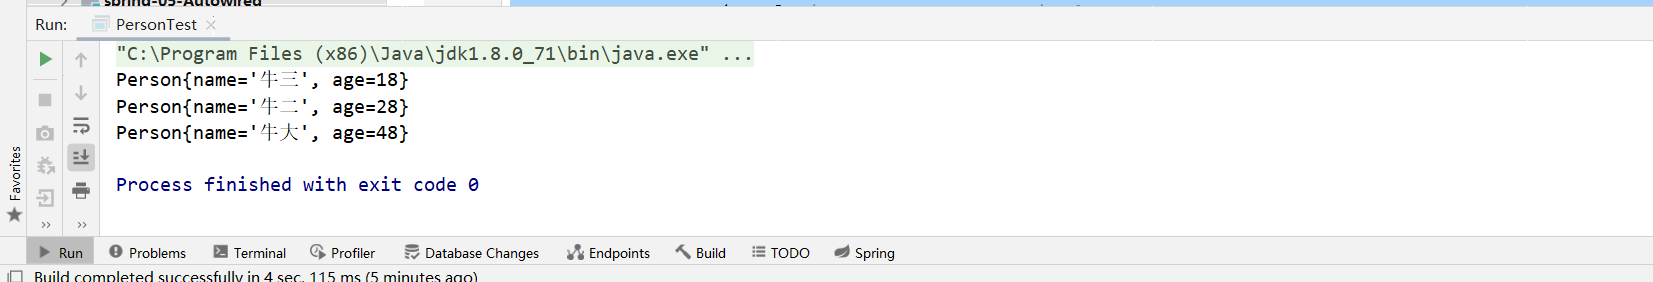 spring-05-Autowired
Run: PersonTest
"C:\Program Files (x86)\Java\jdk1.8.0_71\bin\java.exe" ...
Person{name='牛三', age=18}
Person{name='牛二', age=28}
Person{name='牛大', age=48}
Process finished with exit code 0
Favorites
Run Problems Terminal Profiler Database Changes Endpoints Build TODO Spring
Build completed successfully in 4 sec, 115 ms (5 minutes ago)